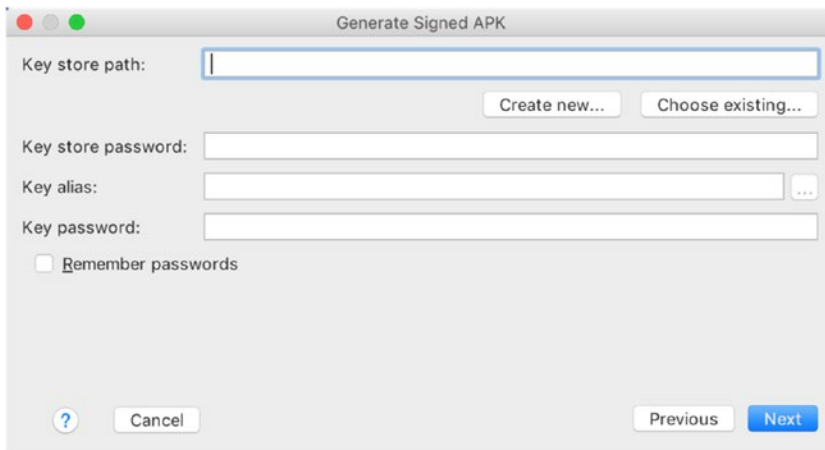 Generate Signed APK
Key store path:
Create new... Choose existing...
Key store password:
Key alias:
...
Key password:
Remember passwords
? Cancel Previous Next